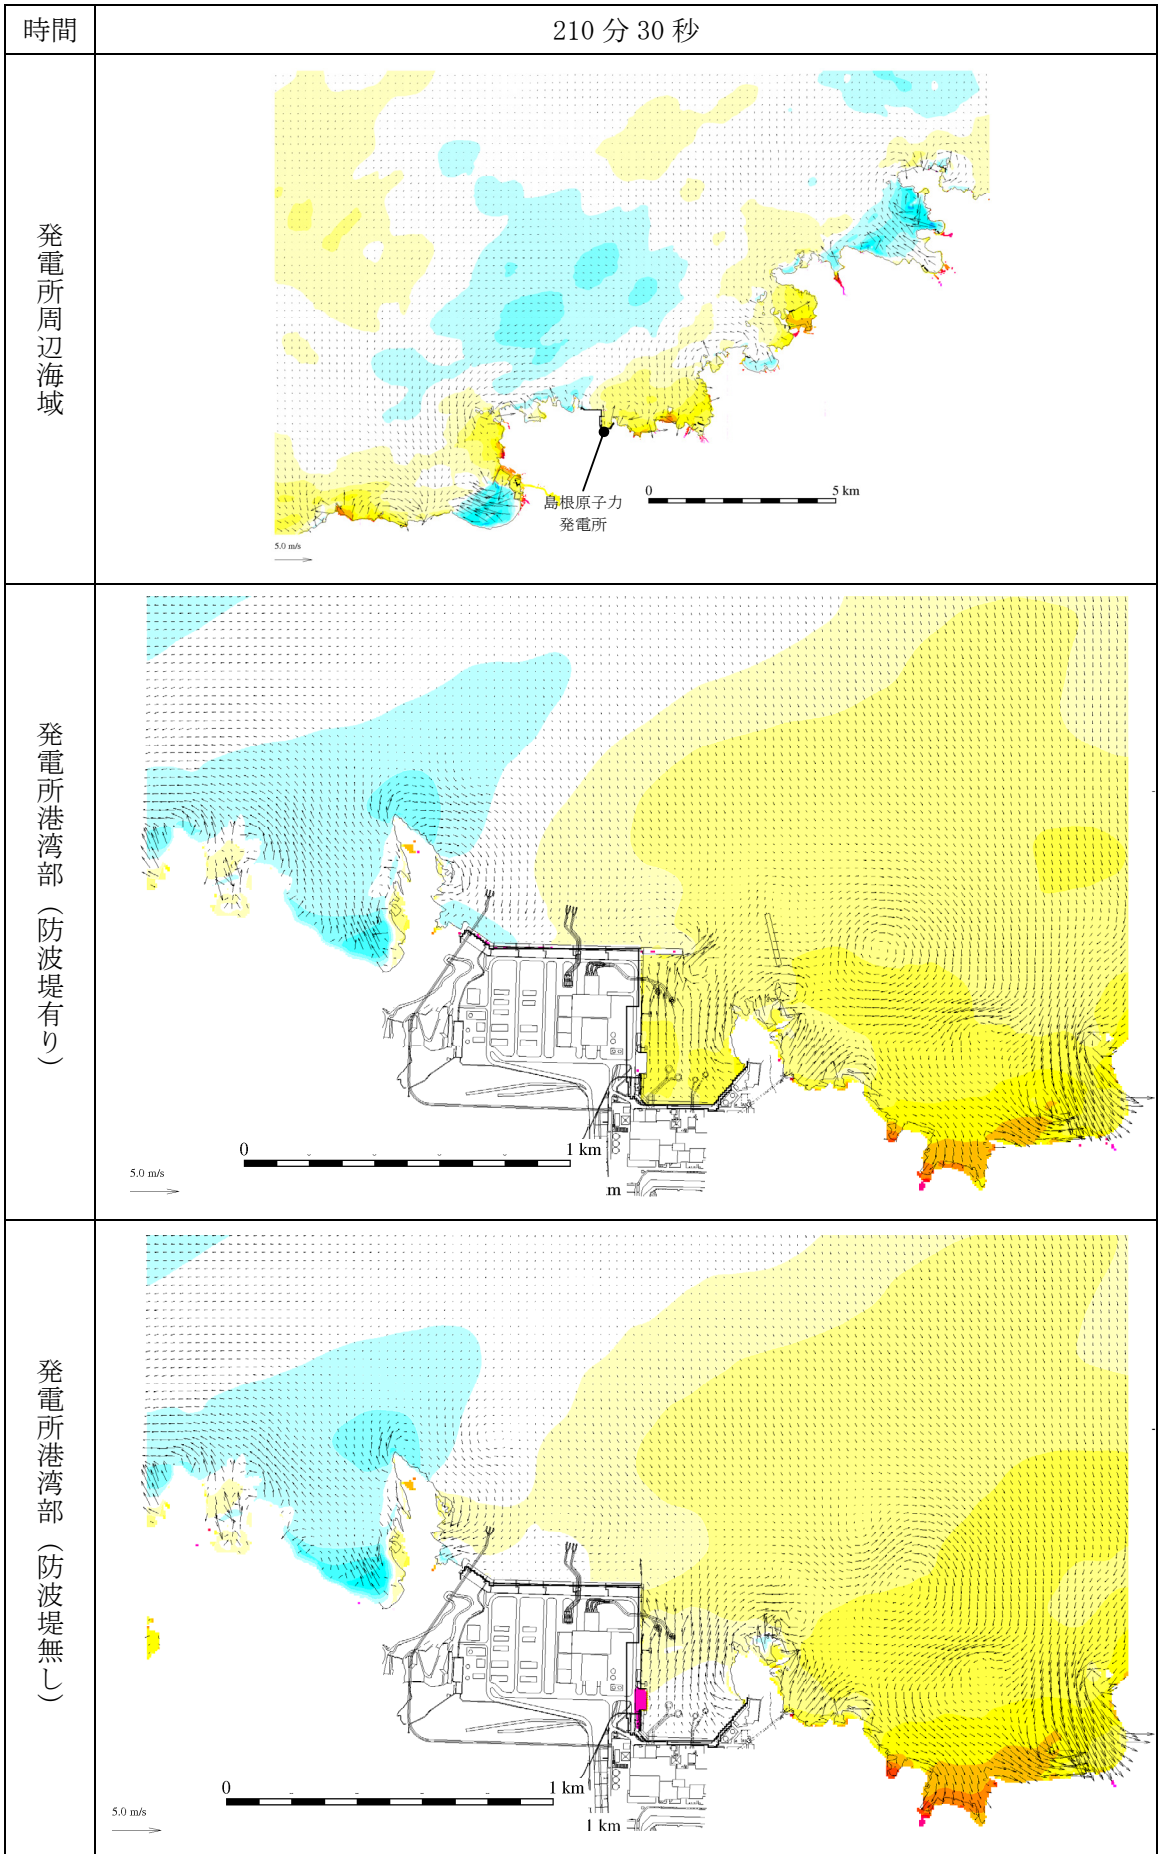 時間
210 分 30 秒
発電所周辺海域
島根原子力
発電所
0 5 km
5.0 m/s
発電所港湾部（防波堤有り）
0 1 km
5.0 m/s
m
発電所港湾部（防波堤無し）
0 1 km
5.0 m/s
1 km